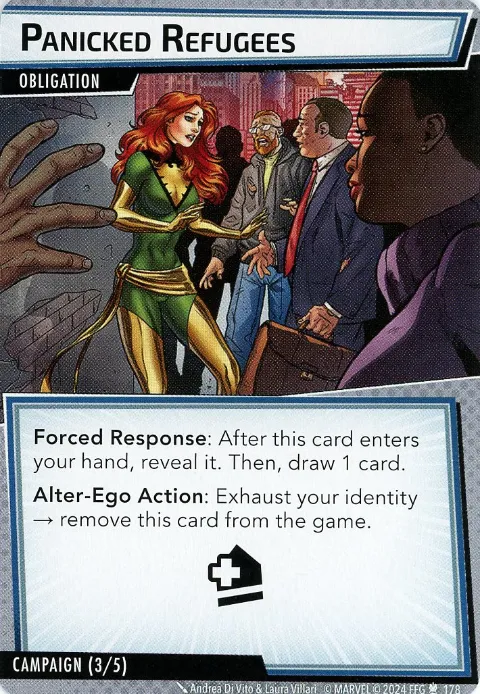 PANICKED REFUGEES
OBLIGATION
Forced Response: After this card enters
your hand, reveal it. Then, draw 1 card.
Alter-Ego Action: Exhaust your identity
→ remove this card from the game.
CAMPAIGN (3/5)
Andrea Di Vito & Laura Villari © MARVEL © 2024 FFG 178